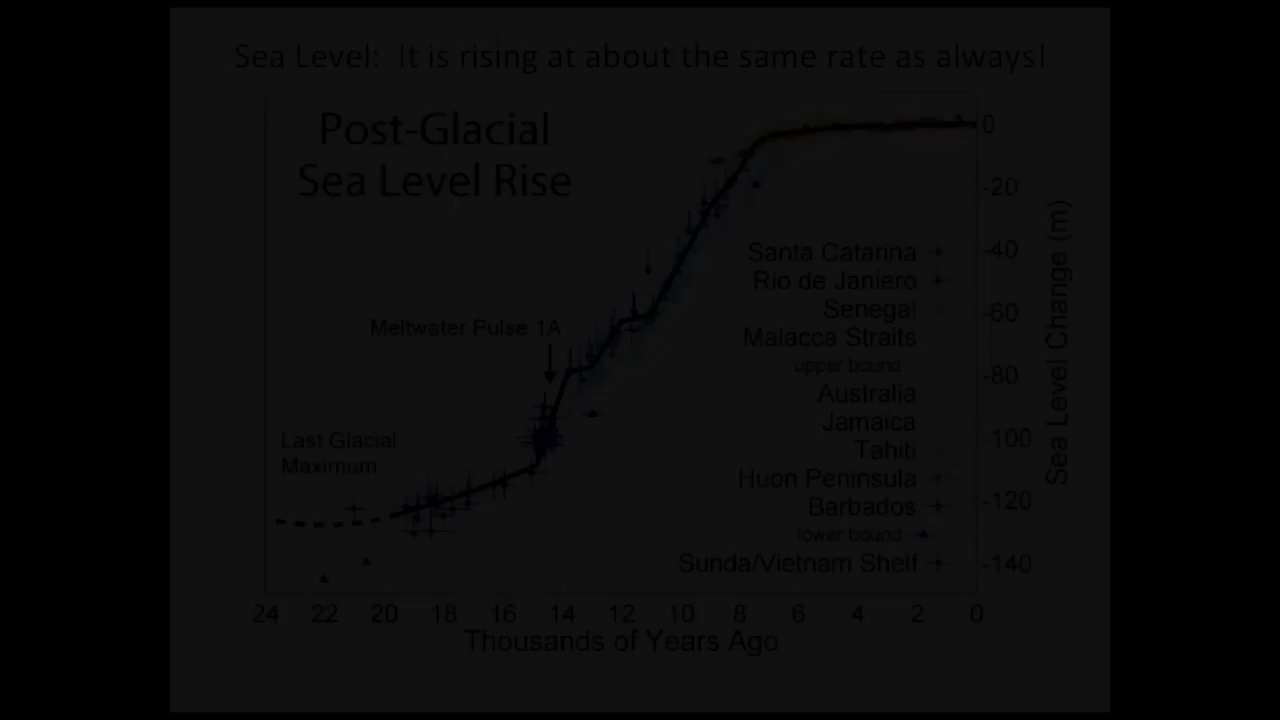 Sea Level: It is rising at about the same rate as always!
Post-Glacial
Sea Level Rise
0
-20
-40
-60
-80
-100
-120
-140
Sea Level Change (m)
Santa Catarina
Rio de Janiero
Senegal
Malacca Straits
upper bound
Australia
Jamaica
Tahiti
Huon Peninsula
Barbados
lower bound
Sunda/Vietnam Shelf
Meltwater Pulse 1A
Last Glacial
Maximum
24 22 20 18 16 14 12 10 8 6 4 2 0
Thousands of Years Ago